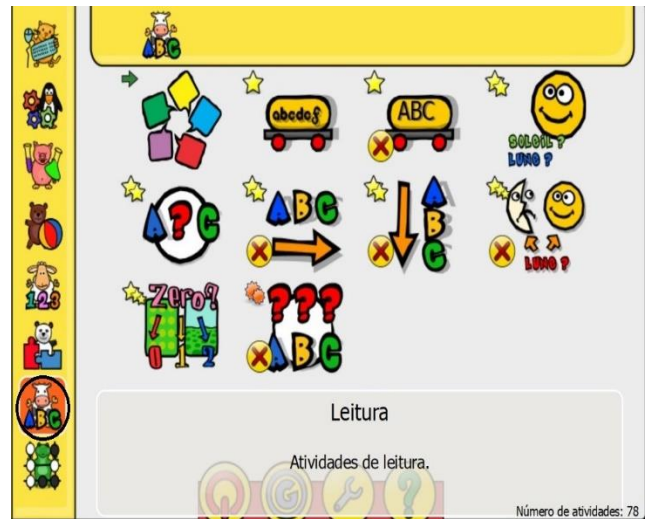 ABC
abcdef
ABC
SOLEIL ?
LUNE ?
A ? C
ABC
A
B
C
LUNE ?
Zero?
0 1 2
???
ABC
123
ABC
Leitura
Atividades de leitura.
Número de atividades: 78